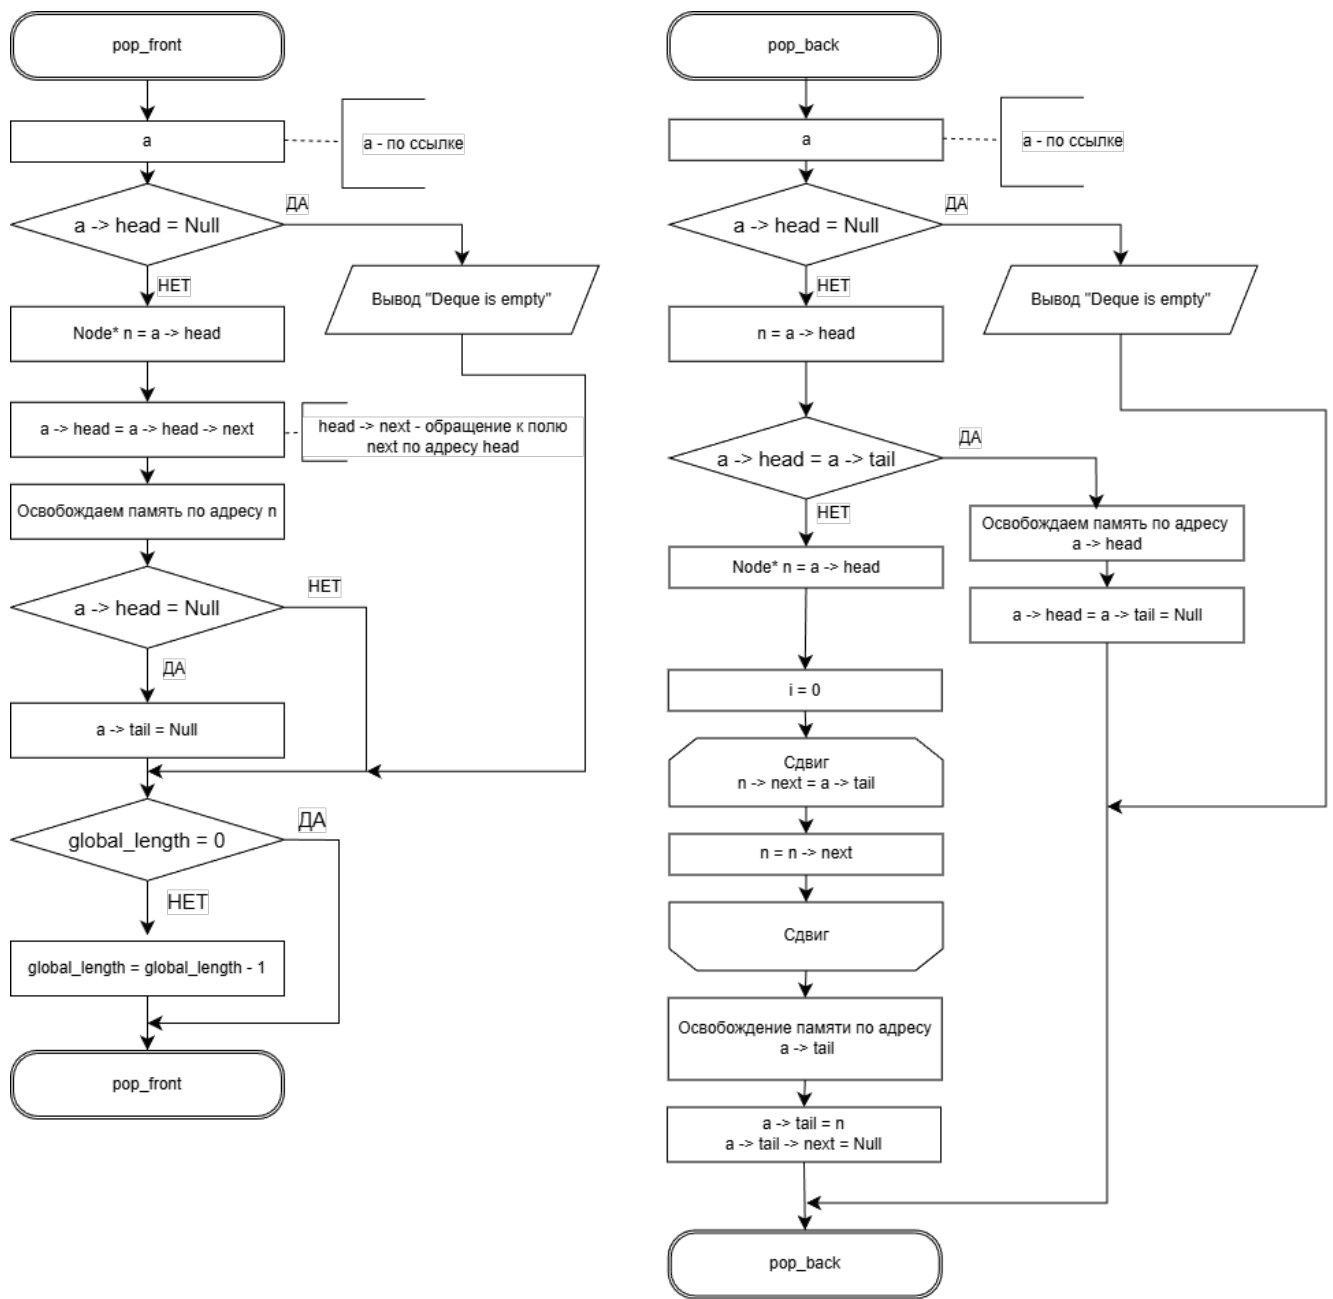 pop_front
a
a - по ссылке
a -> head = Null
ДА
НЕТ
Вывод "Deque is empty"
Node* n = a -> head
a -> head = a -> head -> next
head -> next - обращение к полю
next по адресу head
Освобождаем память по адресу n
a -> head = Null
НЕТ
ДА
a -> tail = Null
global_length = 0
ДА
НЕТ
global_length = global_length - 1
pop_front
pop_back
a
a - по ссылке
a -> head = Null
ДА
НЕТ
Вывод "Deque is empty"
n = a -> head
a -> head = a -> tail
ДА
НЕТ
Освобождаем память по адресу
a -> head
a -> head = a -> tail = Null
Node* n = a -> head
i = 0
Сдвиг
n -> next = a -> tail
n = n -> next
Сдвиг
Освобождение памяти по адресу
a -> tail
a -> tail = n
a -> tail -> next = Null
pop_back